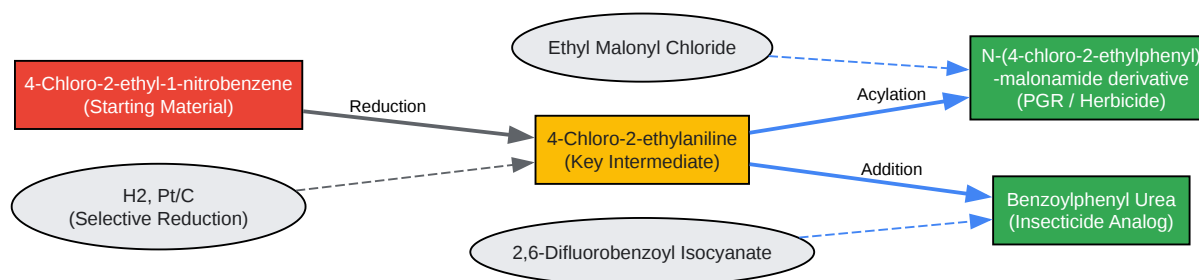 Ethyl Malonyl Chloride
N-(4-chloro-2-ethylphenyl)
-malonamide derivative
(PGR / Herbicide)
4-Chloro-2-ethyl-1-nitrobenzene
(Starting Material)
Reduction
Acylation
4-Chloro-2-ethylaniline
(Key Intermediate)
Addition
H2, Pt/C
(Selective Reduction)
Benzoylphenyl Urea
(Insecticide Analog)
2,6-Difluorobenzoyl Isocyanate